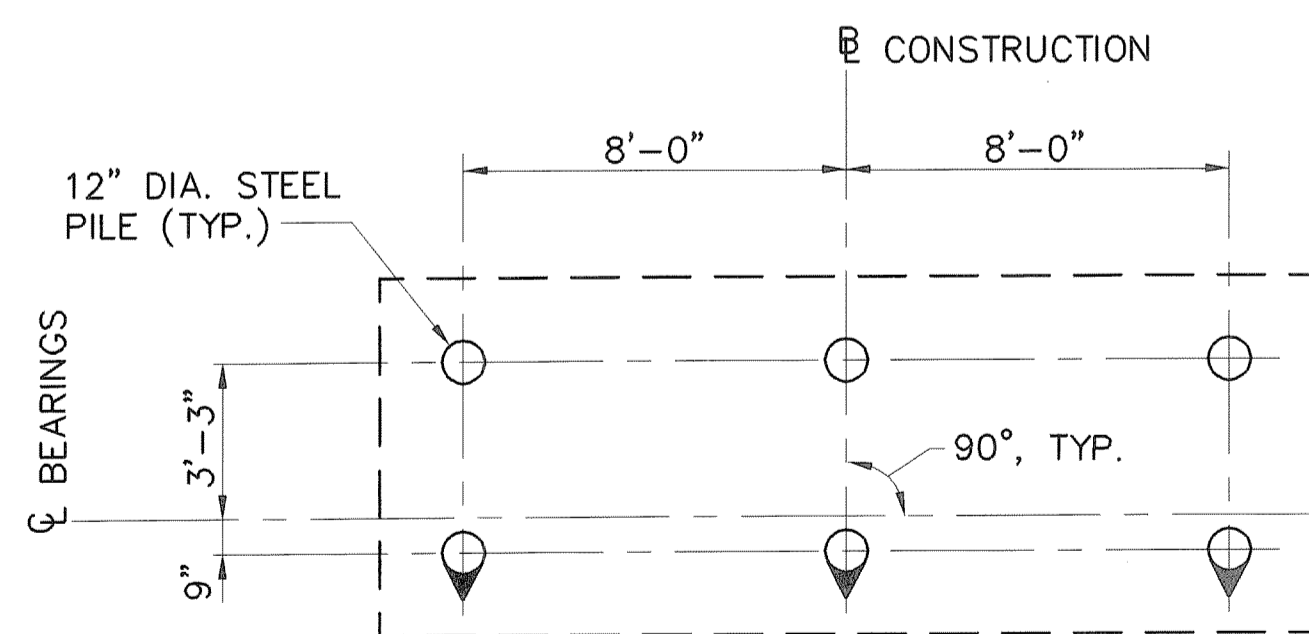 ℔ CONSTRUCTION
8'-0" 8'-0"
12" DIA. STEEL
PILE (TYP.)
℄ BEARINGS
3'-3"
90°, TYP.
9"